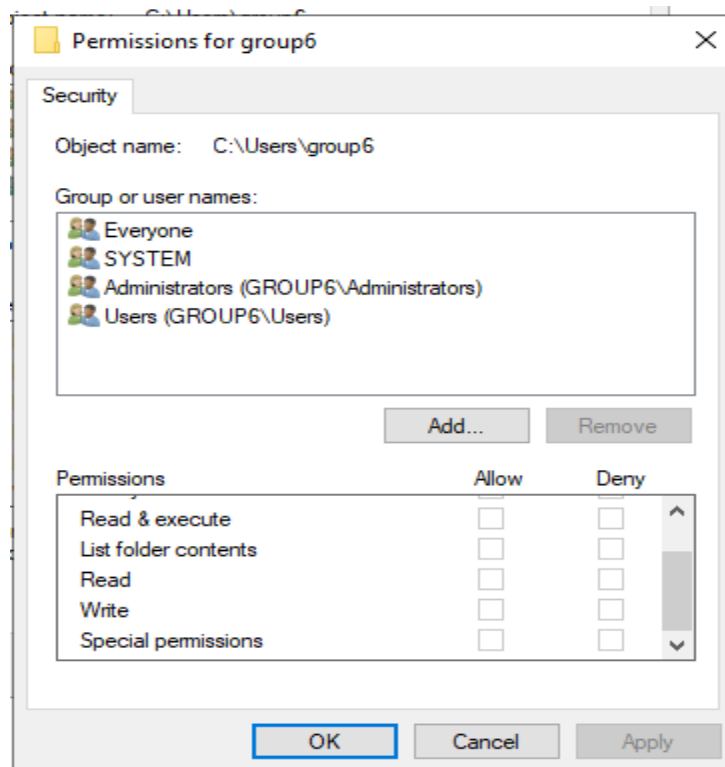 Permissions for group6
Security
Object name: C:\Users\group6
Group or user names:
Everyone
SYSTEM
Administrators (GROUP6\Administrators)
Users (GROUP6\Users)
Add... Remove
Permissions Allow Deny
Read & execute
List folder contents
Read
Write
Special permissions
OK Cancel Apply